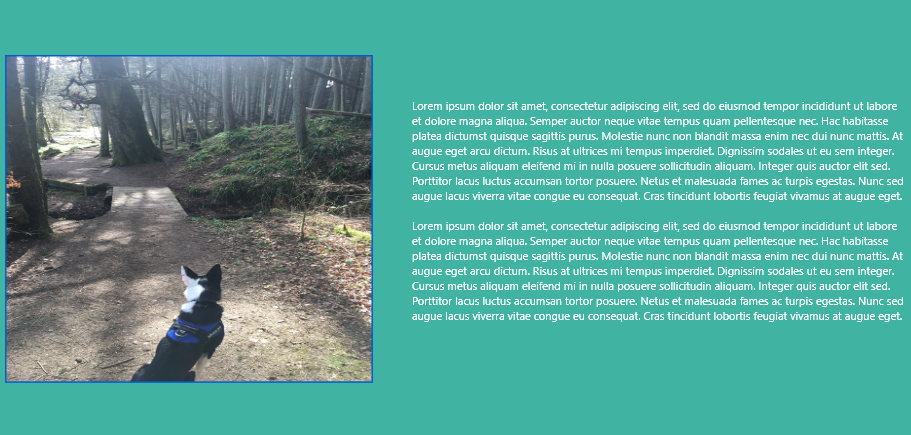 Lorem ipsum dolor sit amet, consectetur adipiscing elit, sed do eiusmod tempor incididunt ut labore
et dolore magna aliqua. Semper auctor neque vitae tempus quam pellentesque nec. Hac habitasse
platea dictumst quisque sagittis purus. Molestie nunc non blandit massa enim nec dui nunc mattis. At
augue eget arcu dictum. Risus at ultrices mi tempus imperdiet. Dignissim sodales ut eu sem integer.
Cursus metus aliquam eleifend mi in nulla posuere sollicitudin aliquam. Integer quis auctor elit sed.
Porttitor lacus luctus accumsan tortor posuere. Netus et malesuada fames ac turpis egestas. Nunc sed
augue lacus viverra vitae congue eu consequat. Cras tincidunt lobortis feugiat vivamus at augue eget.
Lorem ipsum dolor sit amet, consectetur adipiscing elit, sed do eiusmod tempor incididunt ut labore
et dolore magna aliqua. Semper auctor neque vitae tempus quam pellentesque nec. Hac habitasse
platea dictumst quisque sagittis purus. Molestie nunc non blandit massa enim nec dui nunc mattis. At
augue eget arcu dictum. Risus at ultrices mi tempus imperdiet. Dignissim sodales ut eu sem integer.
Cursus metus aliquam eleifend mi in nulla posuere sollicitudin aliquam. Integer quis auctor elit sed.
Porttitor lacus luctus accumsan tortor posuere. Netus et malesuada fames ac turpis egestas. Nunc sed
augue lacus viverra vitae congue eu consequat. Cras tincidunt lobortis feugiat vivamus at augue eget.